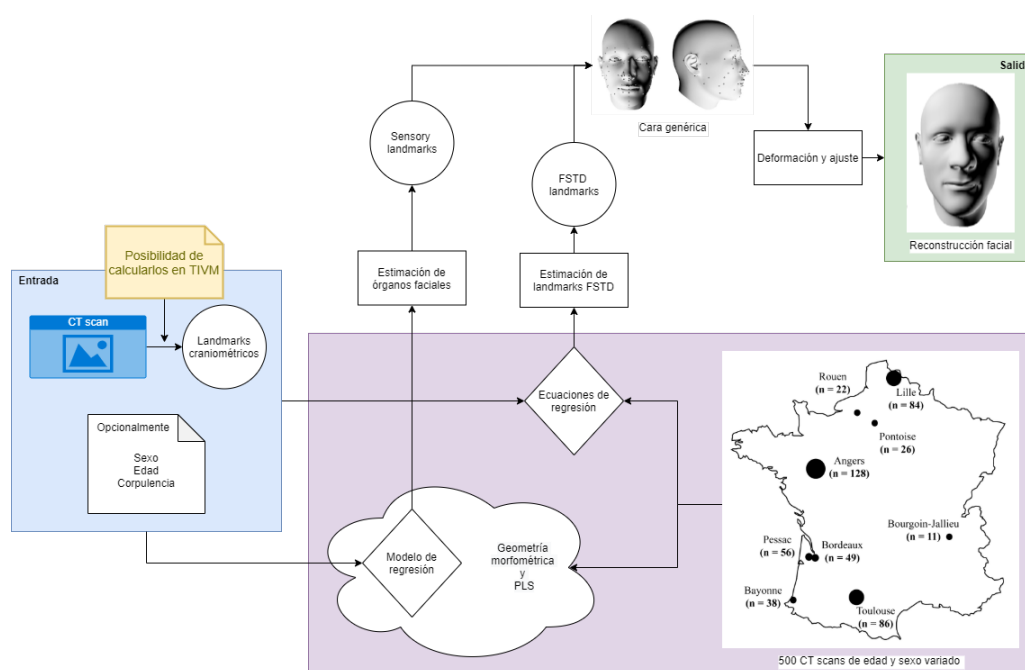 Entrada
Posibilidad de
calcularlos en TIVM
CT scan
Landmarks
craniométricos
Opcionalmente
Sexo
Edad
Corpulencia
Sensory
landmarks
FSTD
landmarks
Cara genérica
Deformación y ajuste
Salid
Reconstrucción facial
Estimación de
órganos faciales
Estimación de
landmarks FSTD
Ecuaciones de
regresión
Modelo de
regresión
Geometría
morfométrica
y
PLS
Rouen
(n = 22)
Lille
(n = 84)
Pontoise
(n = 26)
Angers
(n = 128)
Bourgoin-Jallieu
(n = 11)
Pessac
(n = 56)
Bordeaux
(n = 49)
Bayonne
(n = 38)
Toulouse
(n = 86)
500 CT scans de edad y sexo variado